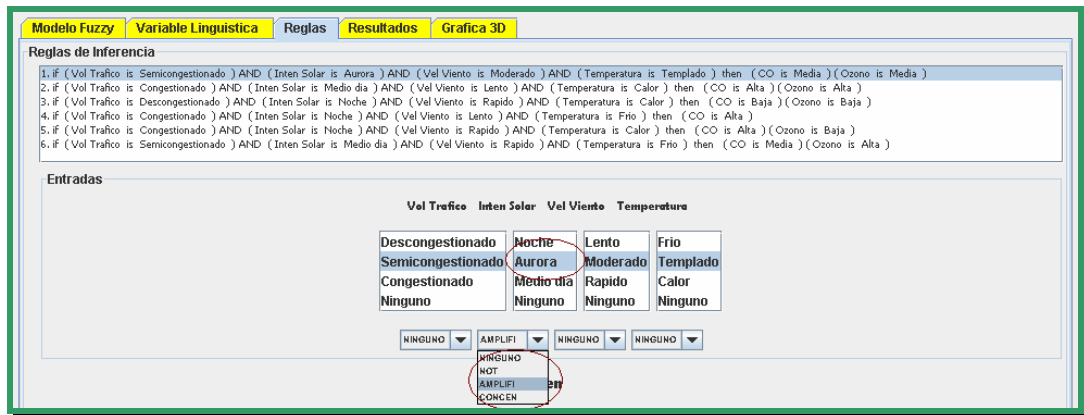 Modelo Fuzzy Variable Linguistica Reglas Resultados Grafica 3D
Reglas de Inferencia
1. if ( Vol Trafico is Semicongestionado ) AND ( Inten Solar is Aurora ) AND ( Vel Viento is Moderado ) AND ( Temperatura is Templado ) then ( CO is Media ) ( Ozono is Media )
2. if ( Vol Trafico is Congestionado ) AND ( Inten Solar is Medio dia ) AND ( Vel Viento is Lento ) AND ( Temperatura is Calor ) then ( CO is Alta ) ( Ozono is Alta )
3. if ( Vol Trafico is Descongestionado ) AND ( Inten Solar is Noche ) AND ( Vel Viento is Rapido ) AND ( Temperatura is Calor ) then ( CO is Baja ) ( Ozono is Baja )
4. if ( Vol Trafico is Congestionado ) AND ( Inten Solar is Noche ) AND ( Vel Viento is Lento ) AND ( Temperatura is Frio ) then ( CO is Alta )
5. if ( Vol Trafico is Congestionado ) AND ( Inten Solar is Noche ) AND ( Vel Viento is Rapido ) AND ( Temperatura is Calor ) then ( CO is Alta ) ( Ozono is Baja )
6. if ( Vol Trafico is Semicongestionado ) AND ( Inten Solar is Medio dia ) AND ( Vel Viento is Rapido ) AND ( Temperatura is Frio ) then ( CO is Media ) ( Ozono is Alta )
Entradas
Vol Trafico Inten Solar Vel Viento Temperatura
Descongestionado Noche Lento Frio
Semicongestionado Aurora Moderado Templado
Congestionado Medio dia Rapido Calor
Ninguno Ninguno Ninguno Ninguno
NINGUNO AMPLIFI NINGUNO NINGUNO
NINGUNO
NOT
AMPLIFI
CONCEN